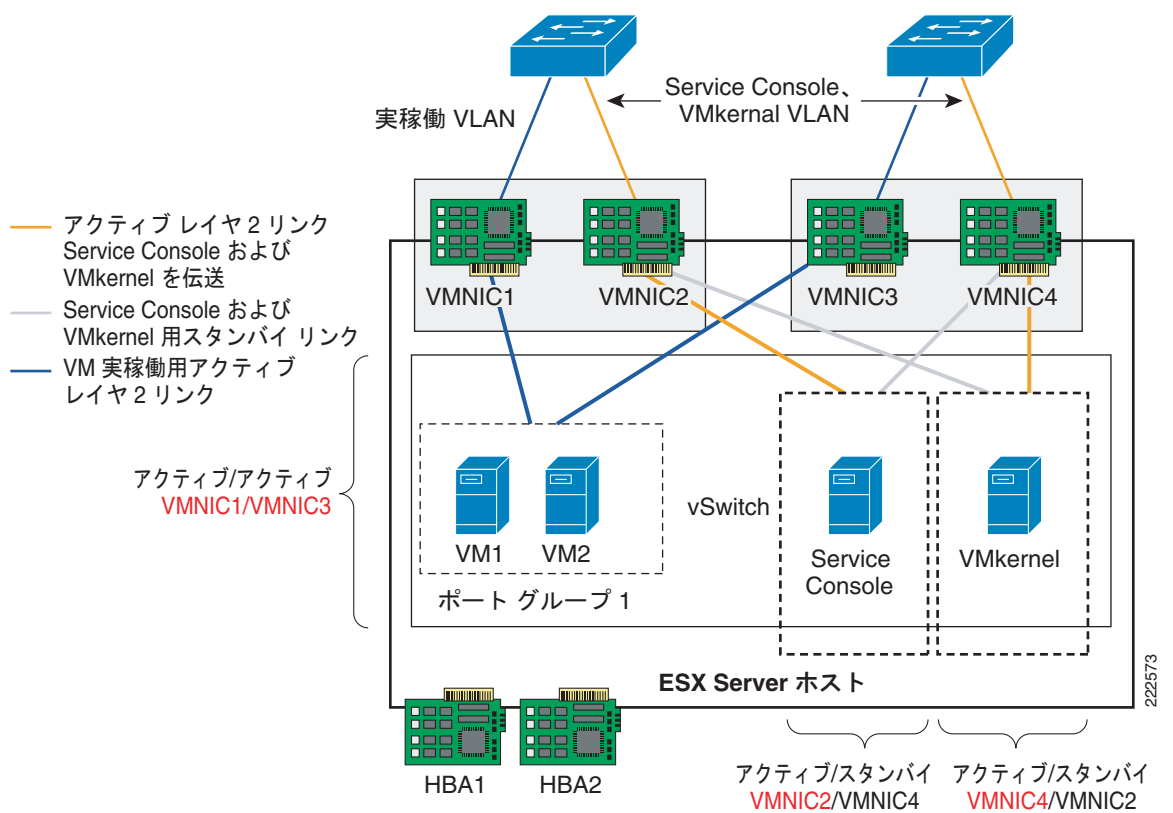 Service Console、
VMkernal VLAN
実稼働 VLAN
アクティブ レイヤ 2 リンク
Service Console および
VMkernel を伝送
Service Console および
VMkernel 用スタンバイ リンク
VM 実稼働用アクティブ
レイヤ 2 リンク
VMNIC1
VMNIC2
VMNIC3
VMNIC4
アクティブ/アクティブ
VMNIC1/VMNIC3
VM1
VM2
ポート グループ 1
vSwitch
Service
Console
VMkernel
ESX Server ホスト
HBA1
HBA2
アクティブ/スタンバイ
VMNIC2/VMNIC4
アクティブ/スタンバイ
VMNIC4/VMNIC2
222573